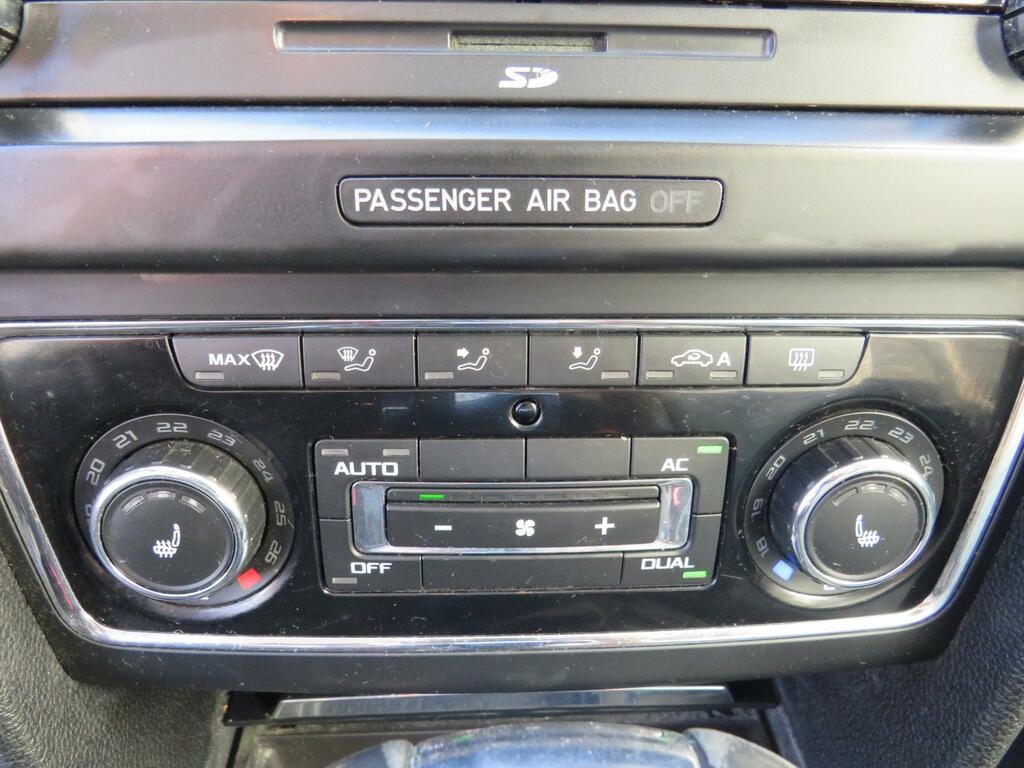 SD
PASSENGER AIR BAG OFF
MAX
A
20 21 22 23 24 25 26
AUTO
AC
18 19 20 21 22 23 24
- +
OFF
DUAL